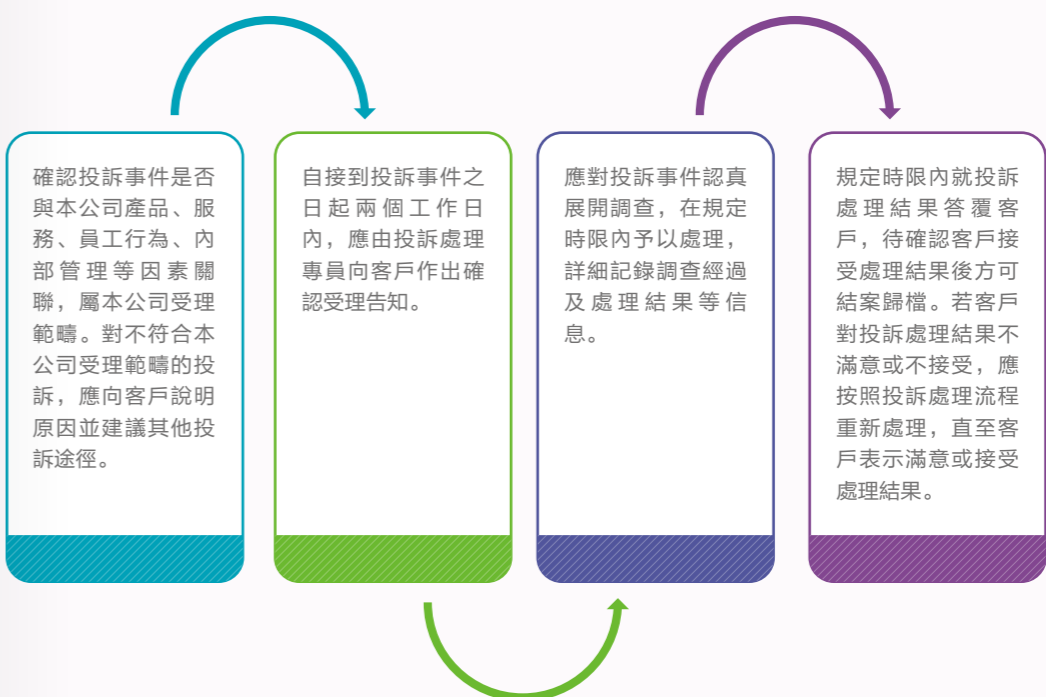 確認投訴事件是否
與本公司產品、服
務、員工行為、內
部管理等因素關
聯，屬本公司受理
範疇。對不符合本
公司受理範疇的投
訴，應向客戶說明
原因並建議其他投
訴途徑。
自接到投訴事件之
日起兩個工作日
內，應由投訴處理
專員向客戶作出確
認受理告知。
應對投訴事件認真
展開調查，在規定
時限內予以處理，
詳細記錄調查經過
及處理結果等信
息。
規定時限內就投訴
處理結果答覆客
戶，待確認客戶接
受處理結果後方可
結案歸檔。若客戶
對投訴處理結果不
滿意或不接受，應
按照投訴處理流程
重新處理，直至客
戶表示滿意或接受
處理結果。